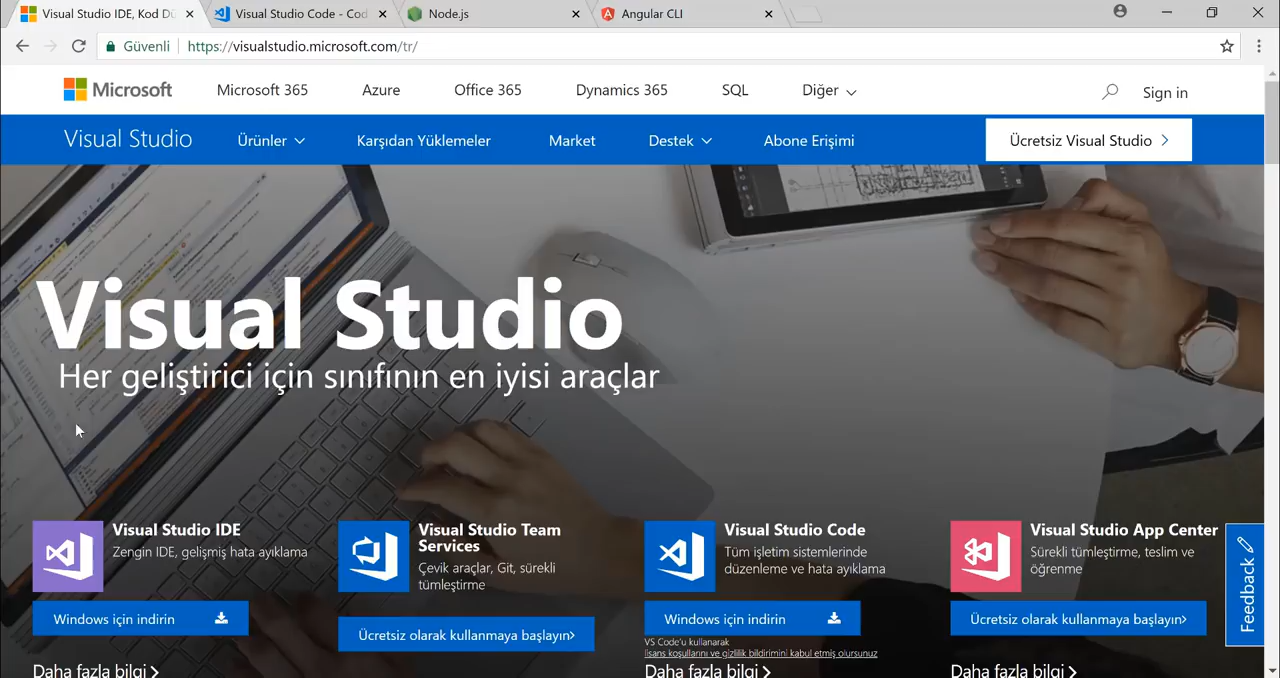 Visual Studio IDE, Kod Dü
Visual Studio Code - Cod
Node.js
Angular CLI
Güvenli
https://visualstudio.microsoft.com/tr/
Microsoft
Microsoft 365
Azure
Office 365
Dynamics 365
SQL
Diğer
Sign in
Visual Studio
Ürünler
Karşıdan Yüklemeler
Market
Destek
Abone Erişimi
Ücretsiz Visual Studio
Visual Studio
Her geliştirici için sınıfının en iyisi araçlar
Visual Studio IDE
Zengin IDE, gelişmiş hata ayıklama
Windows için indirin
Daha fazla bilgi
Visual Studio Team
Services
Çevik araçlar, Git, sürekli
tümleştirme
Ücretsiz olarak kullanmaya başlayın
Visual Studio Code
Tüm işletim sistemlerinde
düzenleme ve hata ayıklama
Windows için indirin
VS Code'u kullanarak
lisans koşullarını ve gizlilik bildirimini kabul etmiş olursunuz
Daha fazla bilgi
Visual Studio App Center
Sürekli tümleştirme, teslim ve
öğrenme
Ücretsiz olarak kullanmaya başlayın
Daha fazla bilgi
Feedback